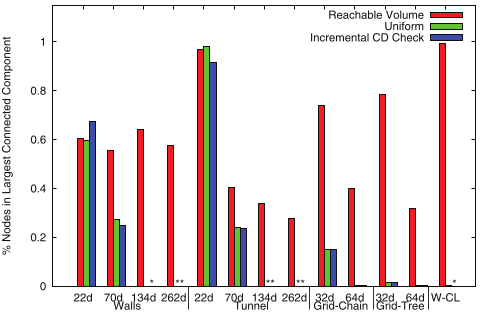 % Nodes in Largest Connected Component
Reachable Volume
Uniform
Incremental CD Check
1
0.8
0.6
0.4
0.2
0
* ** ** ** *
22d 70d 134d 262d 22d 70d 134d 262d 32d 64d 32d 64d W-CL
Walls Tunnel Grid-Chain Grid-Tree